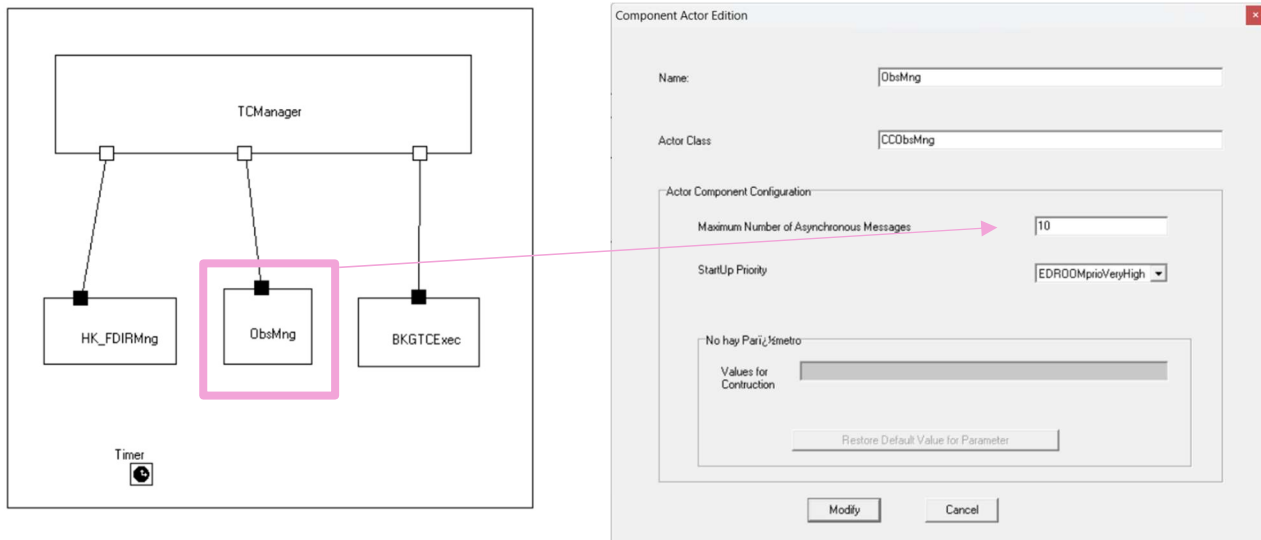 TCManager
HK_FDIRMng
ObsMng
BKGTCExec
Timer
Component Actor Edition
×
Name:
ObsMng
Actor Class
CCObsMng
Actor Component Configuration
Maximum Number of Asynchronous Messages
10
StartUp Priority
EDROOMprioVeryHigh
No hay Parï¿½metro
Values for
Contruction
Restore Default Value for Parameter
Modify
Cancel